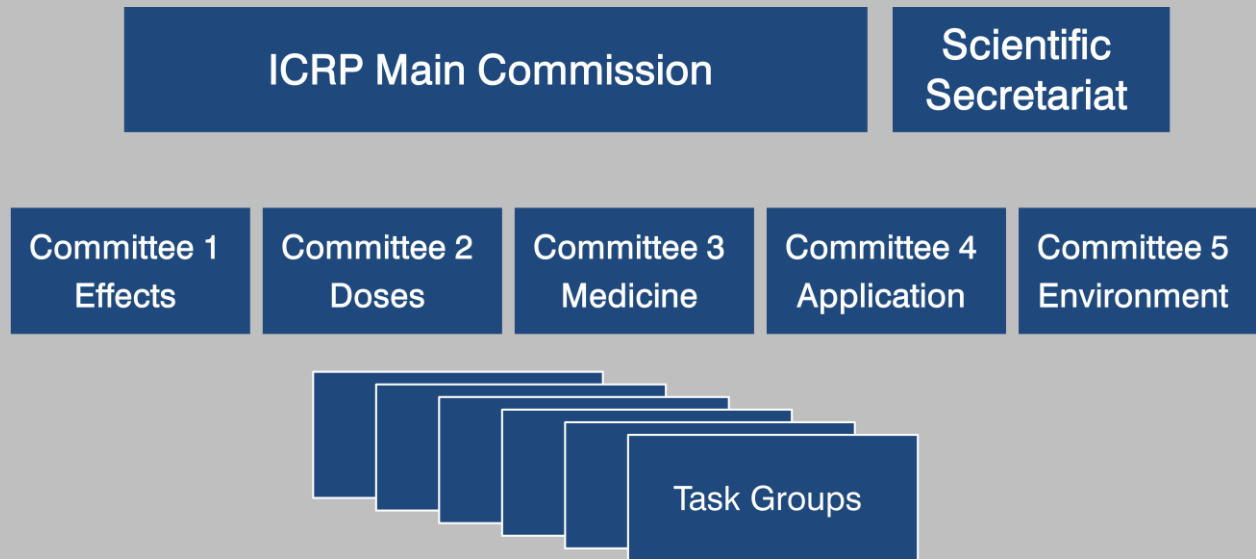 ICRP Main Commission
Scientific
Secretariat
Committee 1
Effects
Committee 2
Doses
Committee 3
Medicine
Committee 4
Application
Committee 5
Environment
Task Groups